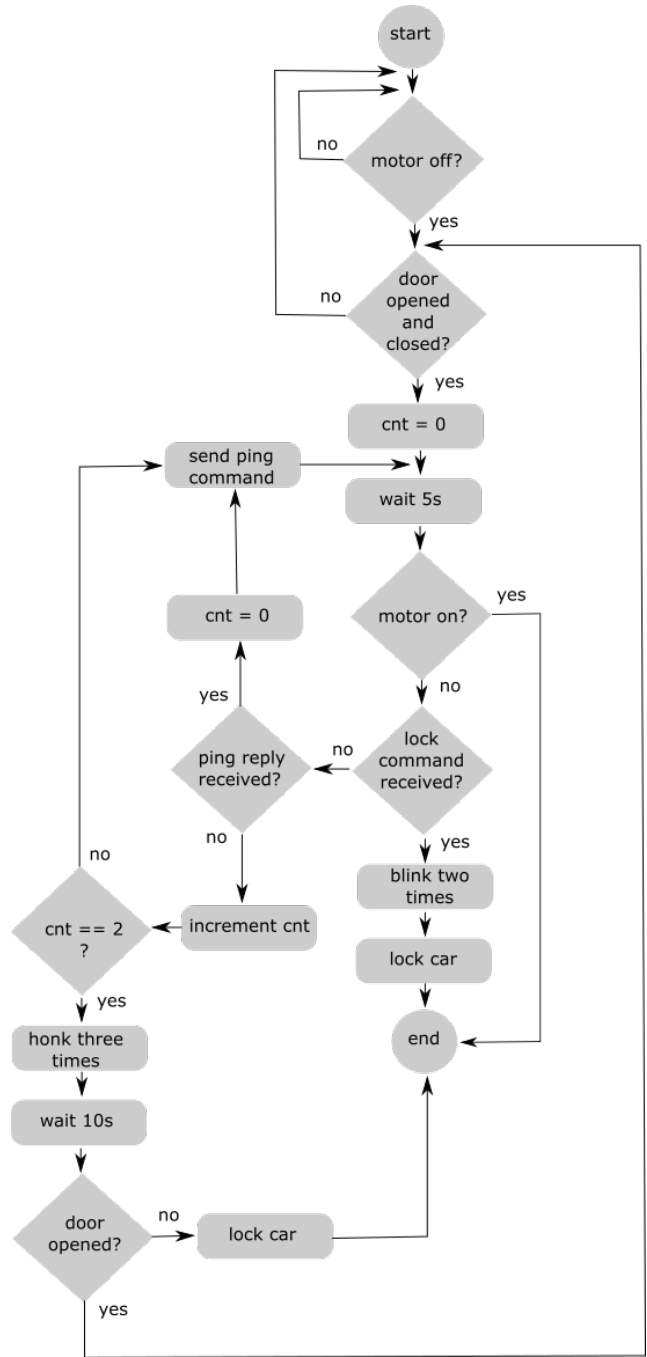 start
no
motor off?
yes
no
door
opened
and
closed?
yes
cnt = 0
send ping
command
wait 5s
cnt = 0
motor on?
yes
yes
no
ping reply
received?
no
lock
command
received?
no
yes
no
blink two
times
cnt == 2
?
increment cnt
lock car
yes
honk three
times
end
wait 10s
door
opened?
no
lock car
yes